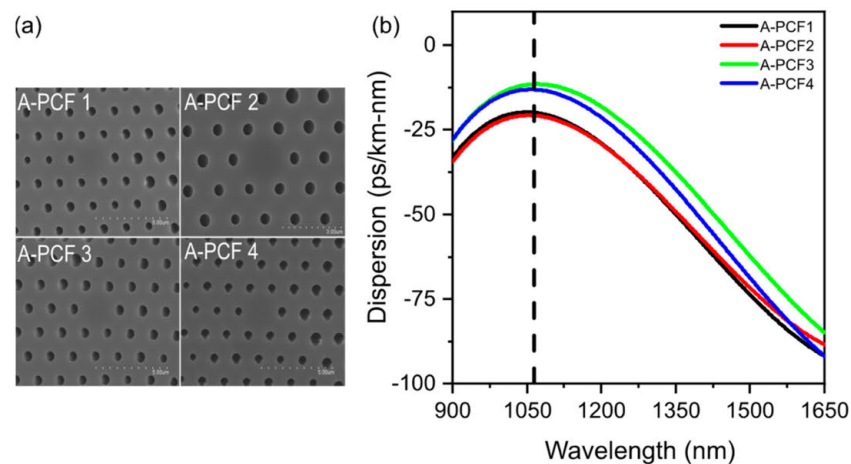 (a)
A-PCF 1
A-PCF 2
A-PCF 3
A-PCF 4
(b)
0
-25
-50
-75
-100
Dispersion (ps/km-nm)
900
1050
1200
1350
1500
1650
Wavelength (nm)
A-PCF1
A-PCF2
A-PCF3
A-PCF4